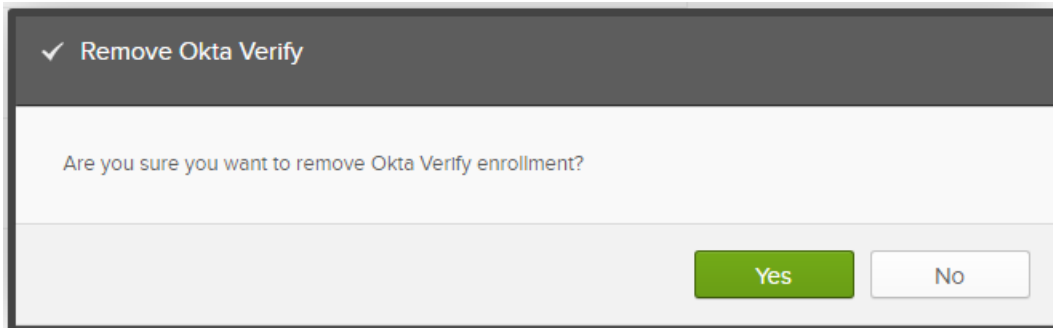 Remove Okta Verify
Are you sure you want to remove Okta Verify enrollment?
Yes No